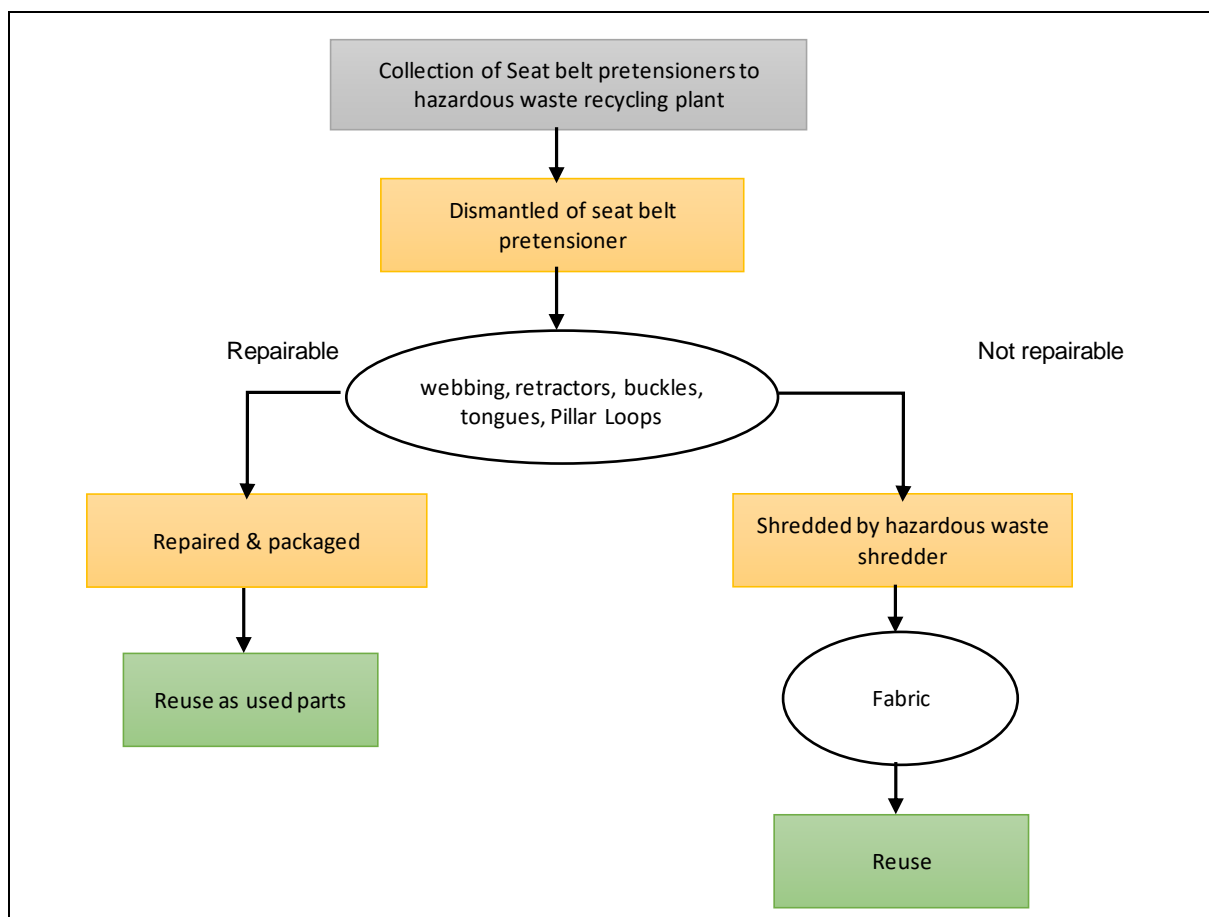 Collection of Seat belt pretensioners to
hazardous waste recycling plant
Dismantled of seat belt
pretensioner
Repairable
Not repairable
webbing, retractors, buckles,
tongues, Pillar Loops
Repaired & packaged
Shredded by hazardous waste
shredder
Reuse as used parts
Fabric
Reuse